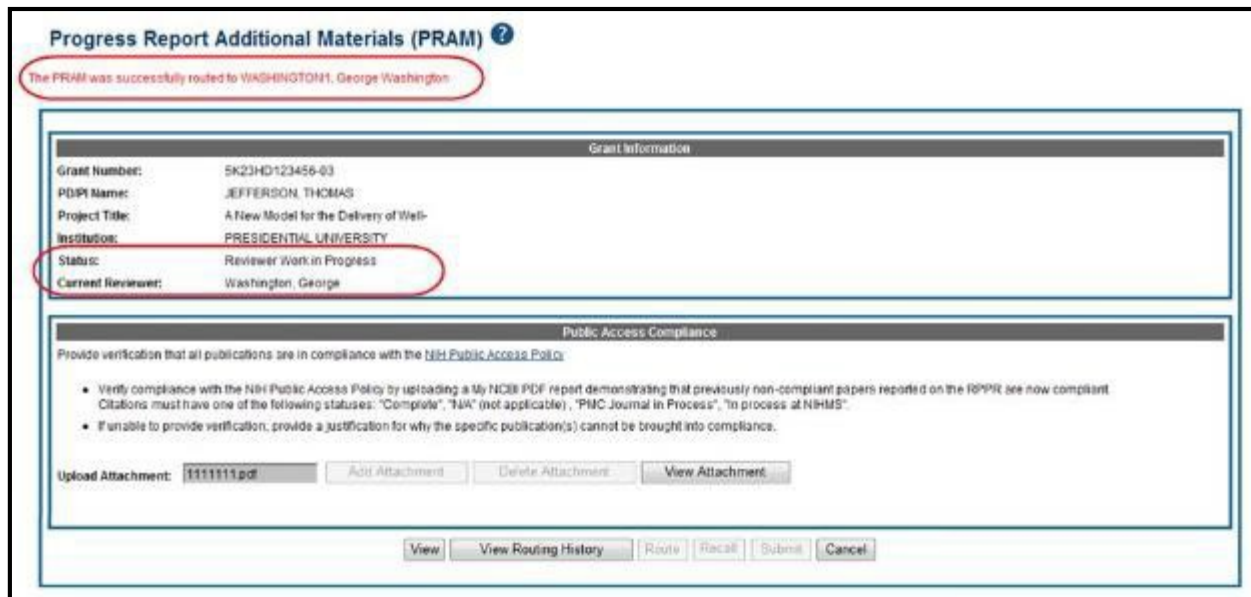 Progress Report Additional Materials (PRAM) ?
The PRAM was successfully routed to WASHINGTON1, George Washington
Grant Information
Grant Number: 5K23HD123456-03
PD/PI Name: JEFFERSON, THOMAS
Project Title: A New Model for the Delivery of Well-
Institution: PRESIDENTIAL UNIVERSITY
Status: Reviewer Work in Progress
Current Reviewer: Washington, George
Public Access Compliance
Provide verification that all publications are in compliance with the NIH Public Access Policy
• Verify compliance with the NIH Public Access Policy by uploading a My NCBI PDF report demonstrating that previously non-compliant papers reported on the RPPR are now compliant.
Citations must have one of the following statuses: "Complete", "N/A" (not applicable), "PMC Journal in Process", "In process at NIHMS".
• If unable to provide verification, provide a justification for why the specific publication(s) cannot be brought into compliance.
Upload Attachment: 1111111.pdf Add Attachment Delete Attachment View Attachment
View View Routing History Route Recall Submit Cancel